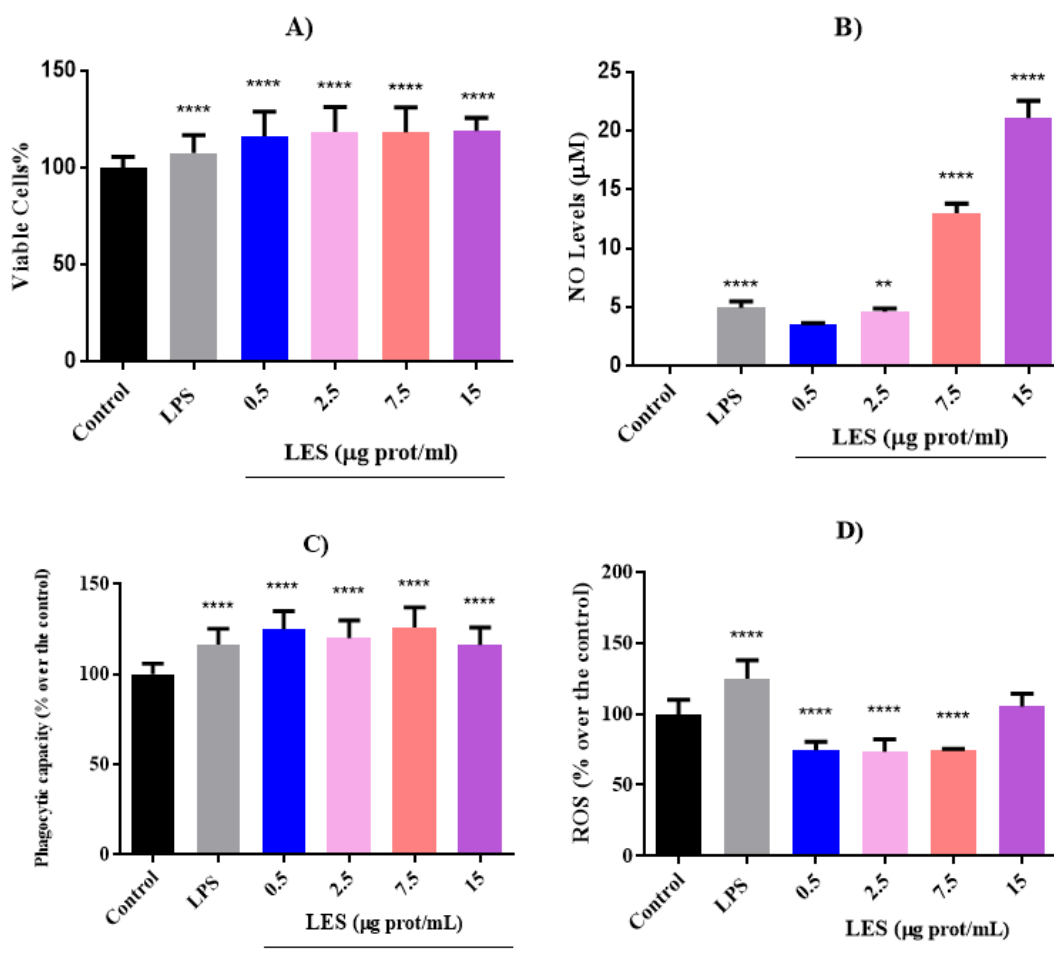 A)
Viable Cells%
150
100
50
0
**** **** **** **** ****
Control LPS 0.5 2.5 7.5 15
LES (μg prot/ml)
B)
NO Levels (μM)
25
20
15
10
5
0
**** ** **** ****
Control LPS 0.5 2.5 7.5 15
LES (μg prot/ml)
C)
Phagocytic capacity (% over the control)
150
100
50
0
**** **** **** **** ****
Control LPS 0.5 2.5 7.5 15
LES (μg prot/mL)
D)
ROS (% over the control)
200
150
100
50
0
**** **** **** ****
Control LPS 0.5 2.5 7.5 15
LES (μg prot/mL)